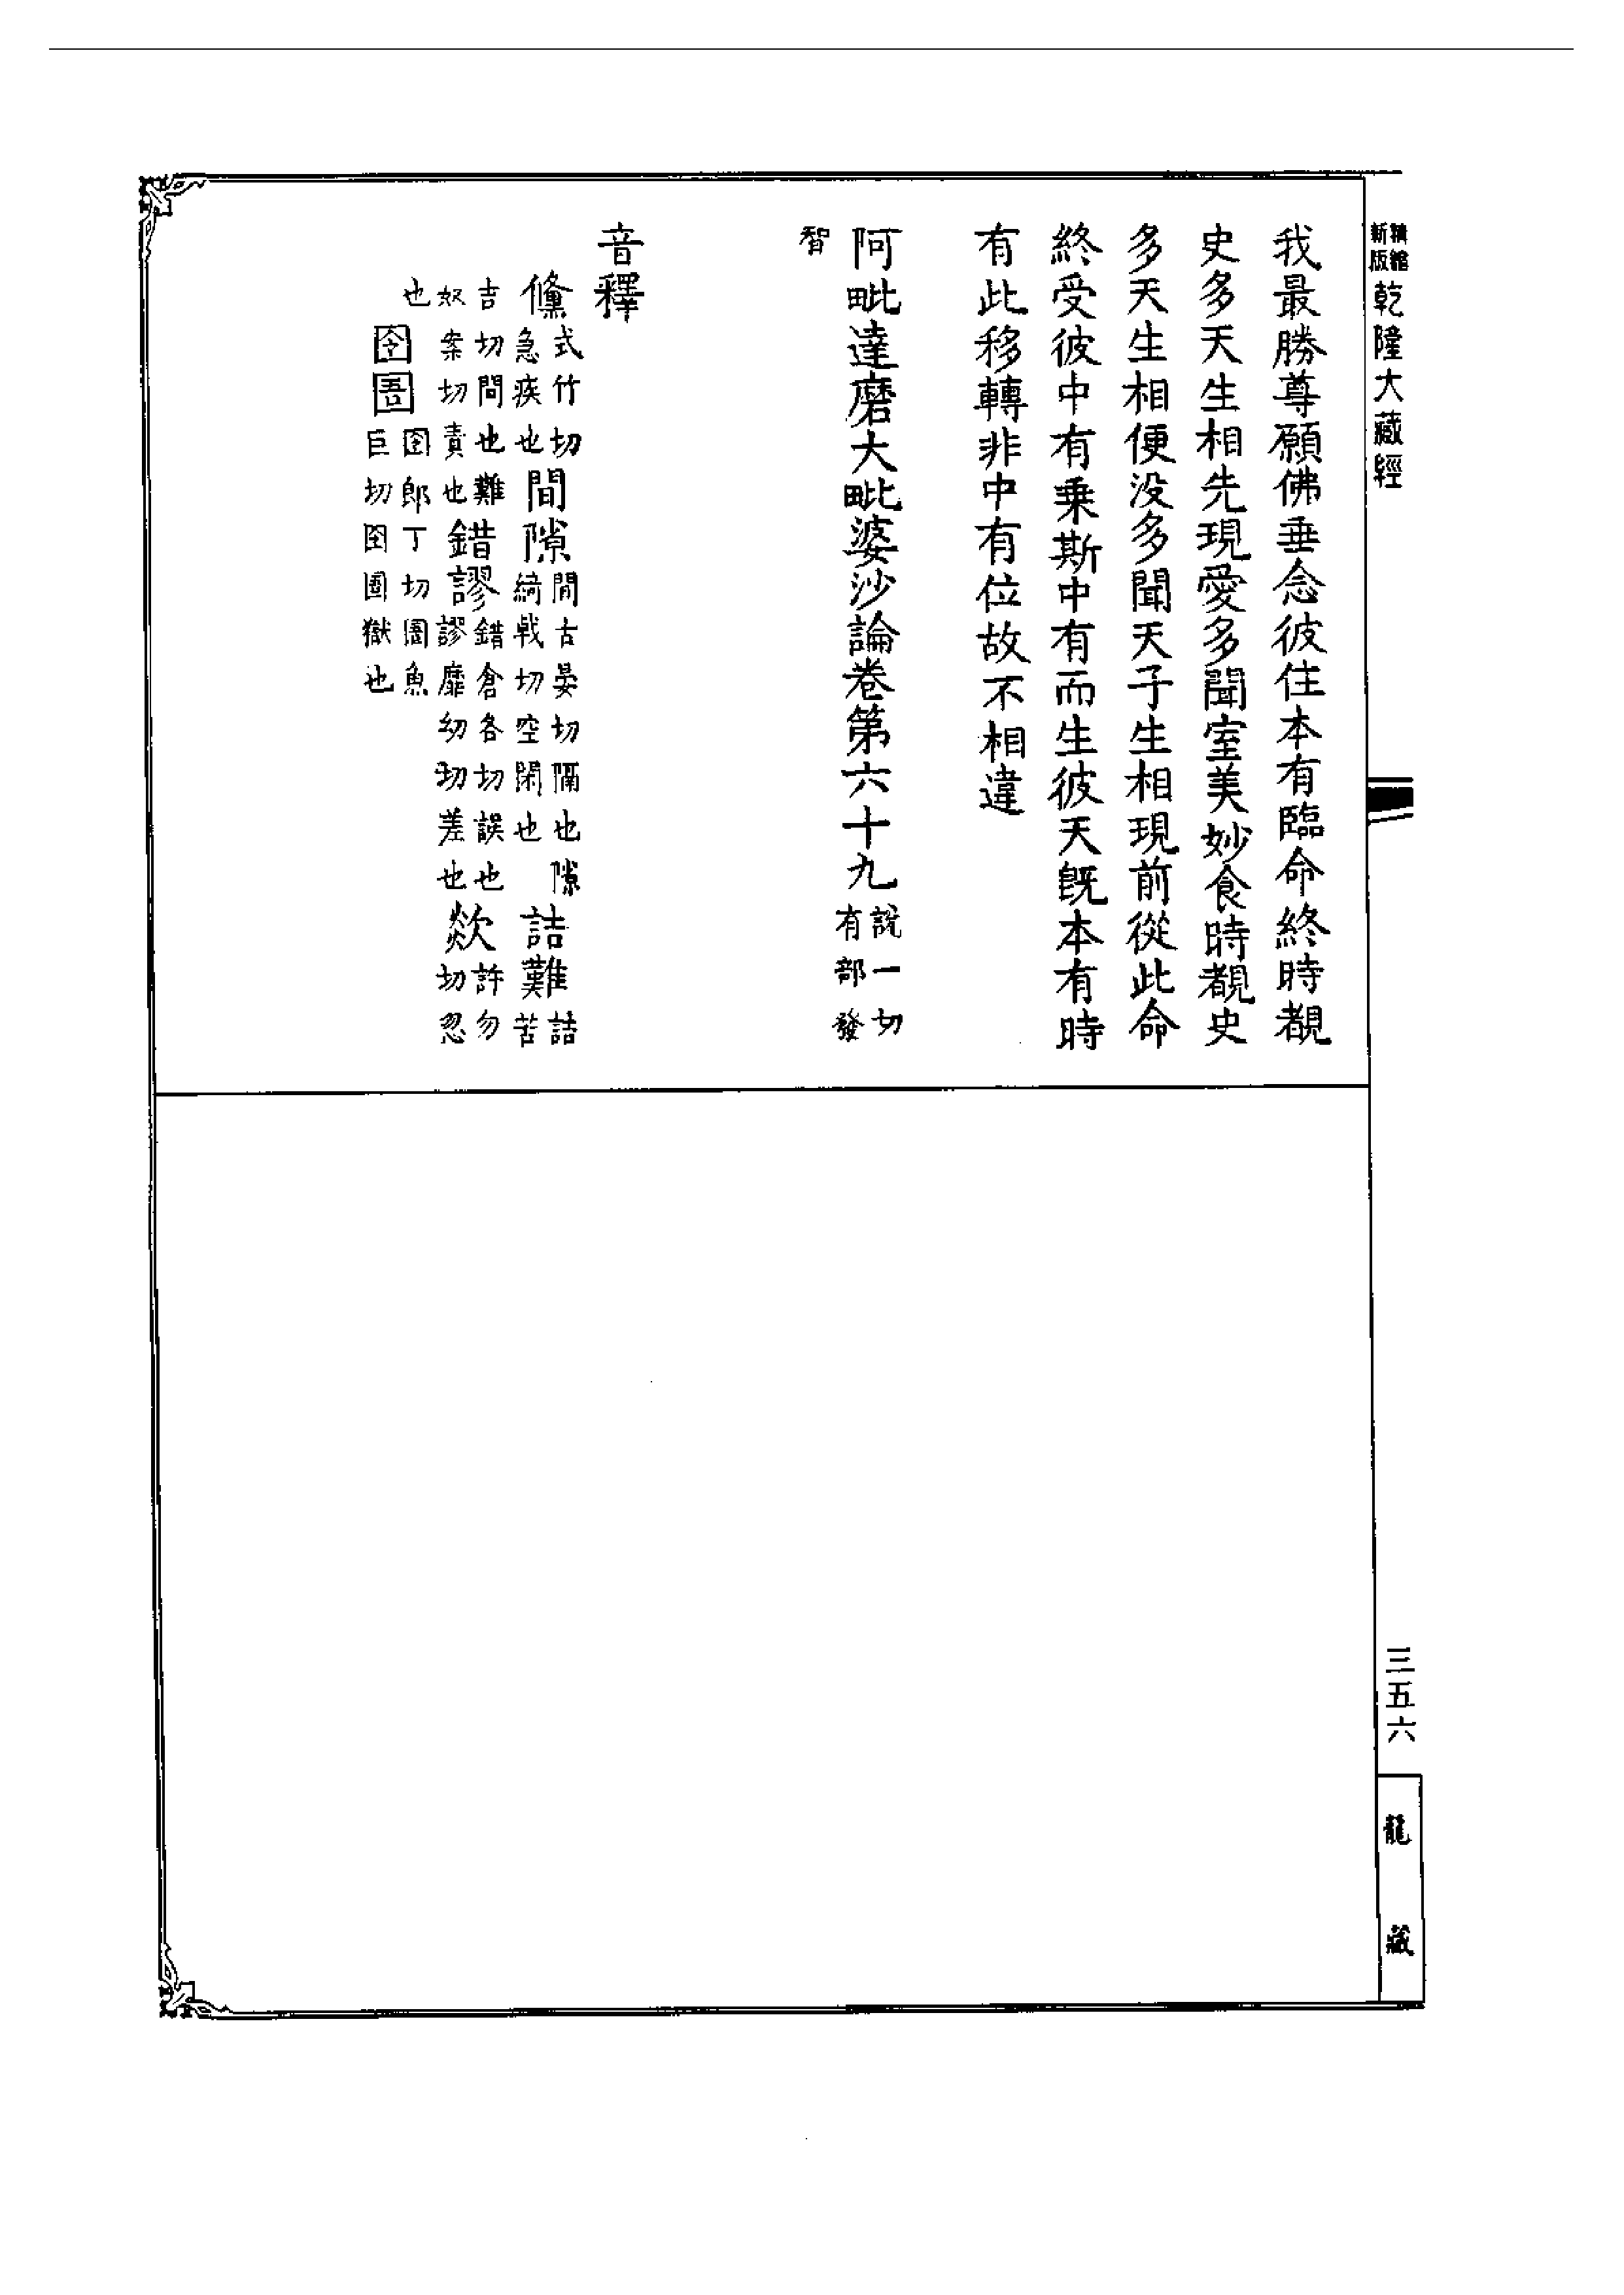 新版精縮
乾隆大藏經
我最勝尊願佛垂念彼住本有臨命終時覩
史多天生相先現愛多聞室美妙食時覩史
多天生相便没多聞天子生相現前從此命
終受彼中有乗斯中有而生彼天旣本有時
有此移轉非中有位故不相違
阿毗達磨大毗婆沙論卷第六十九說一切有部發
智
音釋
儵式竹切急疾也間隙間古晏切隔也隙綺戟切空閑也詰難詰苦
吉切問也難奴案切責也錯謬錯倉各切誤也謬靡幼切差也欻許勿切忽
也囹圄囹郎丁切圄魚巨切囹圄獄也
三五六
龍藏